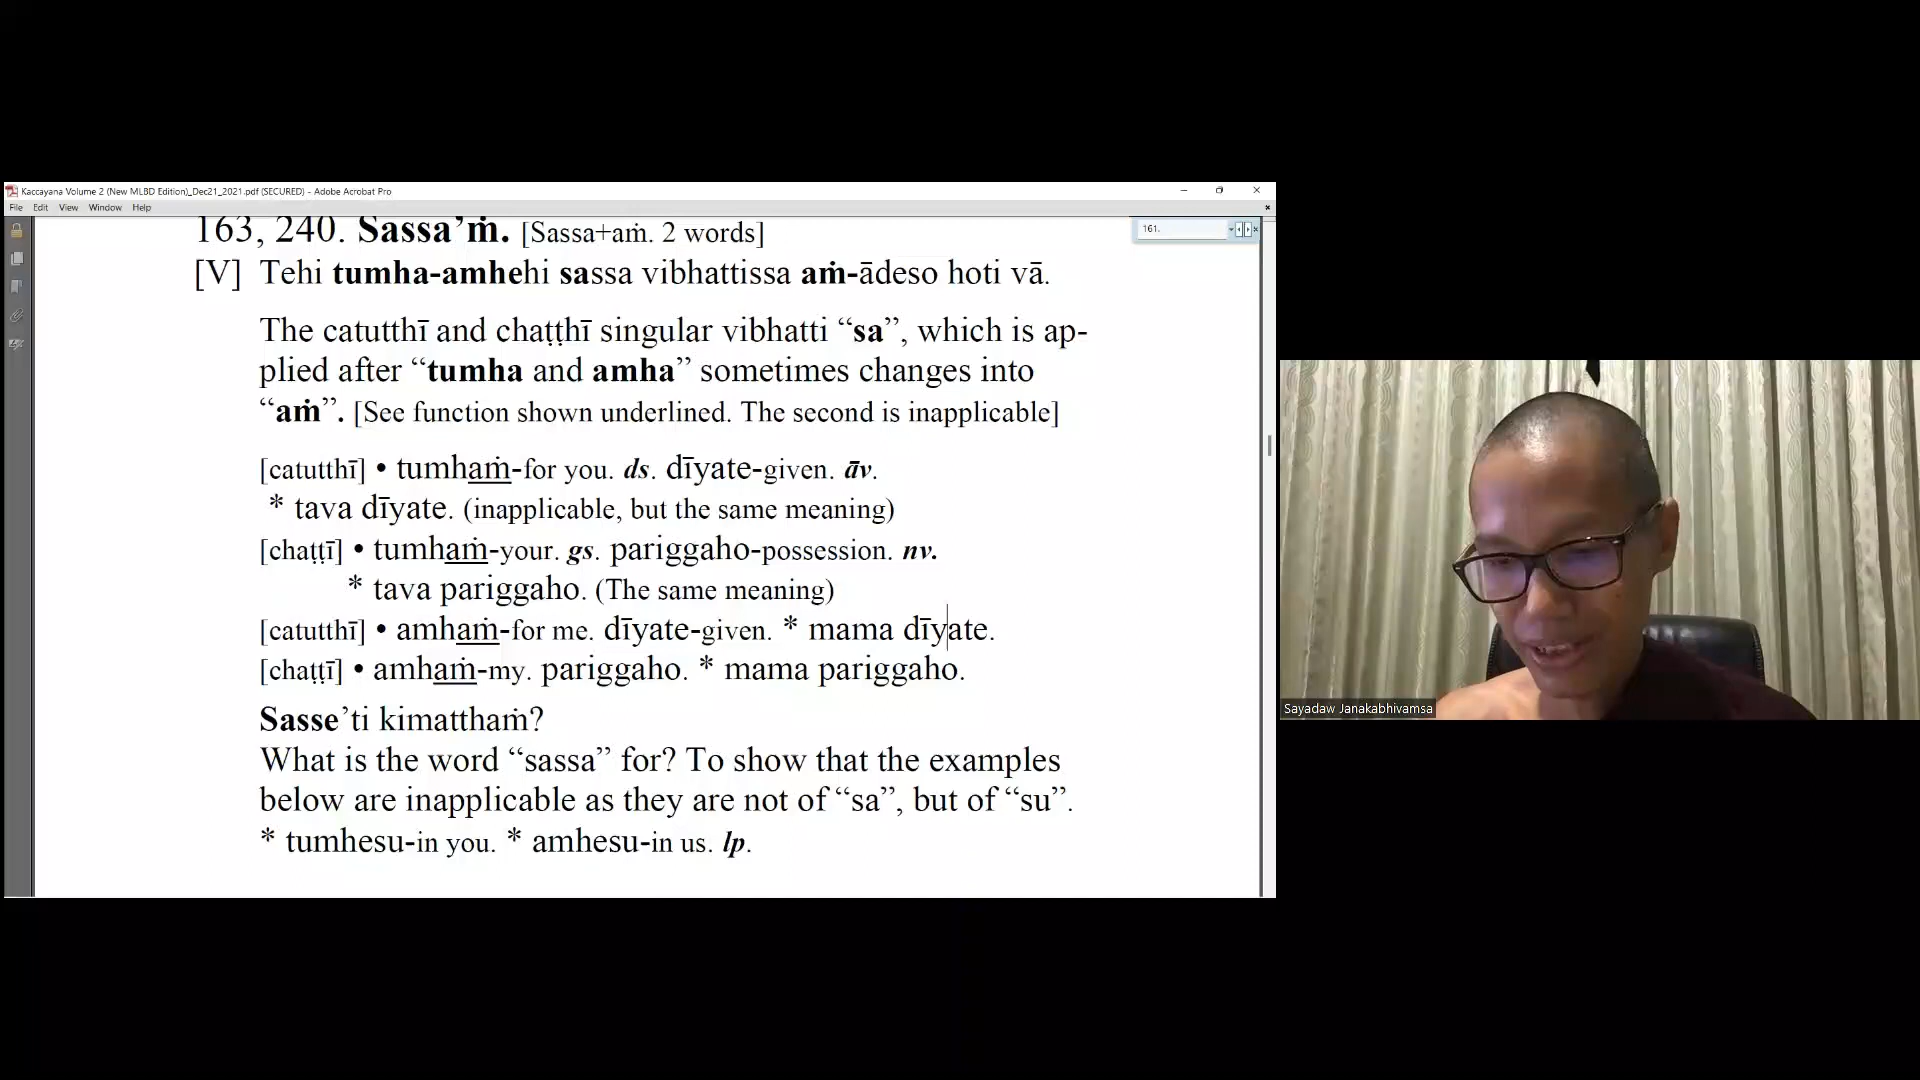 Kaccayana Volume 2 (New MLBD Edition)_Dec21_2021.pdf (SECURED) - Adobe Acrobat Pro
File Edit View Window Help
161.
163, 240. Sassa’ṁ. [Sassa+aṁ. 2 words]
[V] Tehi tumha-amhehi sassa vibhattissa aṁ-ādeso hoti vā.
The catutthī and chaṭṭhī singular vibhatti “sa”, which is ap-
plied after “tumha and amha” sometimes changes into
“aṁ”. [See function shown underlined. The second is inapplicable]
[catutthī] • tumhaṁ-for you. ds. dīyate-given. āv.
* tava dīyate. (inapplicable, but the same meaning)
[chaṭṭī] • tumhaṁ-your. gs. pariggaho-possession. nv.
* tava pariggaho. (The same meaning)
[catutthī] • amhaṁ-for me. dīyate-given. * mama dīyate.
[chaṭṭī] • amhaṁ-my. pariggaho. * mama pariggaho.
Sasse’ti kimatthaṁ?
What is the word “sassa” for? To show that the examples
below are inapplicable as they are not of “sa”, but of “su”.
* tumhesu-in you. * amhesu-in us. lp.
Sayadaw Janakabhivamsa